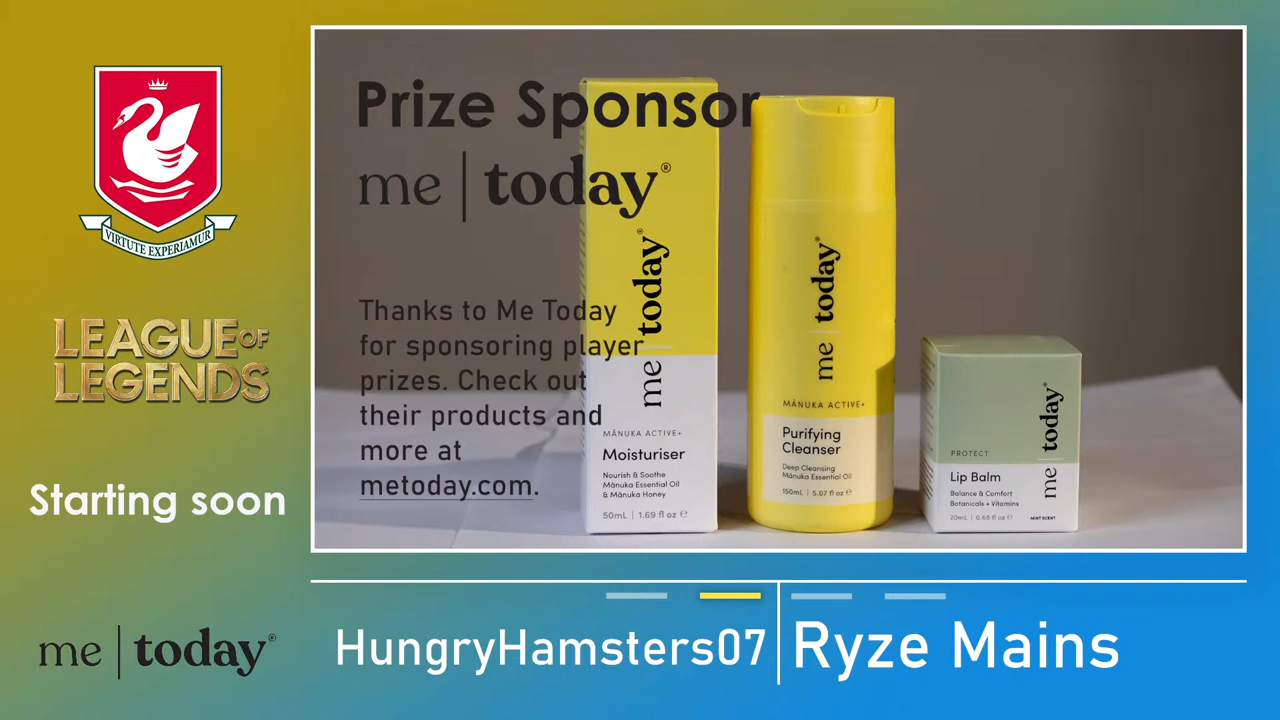 VIRTUTE EXPERIAMUR
LEAGUE OF
LEGENDS
Starting soon
me | today®
Prize Sponsor
me | today®
Thanks to Me Today
for sponsoring player
prizes. Check out
their products and
more at
metoday.com.
me | today®
MĀNUKA ACTIVE+
Moisturiser
Nourish & Soothe
Mānuka Essential Oil
& Mānuka Honey
50mL | 1.69 fl oz ℮
me | today®
MĀNUKA ACTIVE+
Purifying
Cleanser
Deep Cleansing
Mānuka Essential Oil
150mL | 5.07 fl oz ℮
me | today®
PROTECT
Lip Balm
Balance & Comfort
Botanicals + Vitamins
20mL | 0.68 fl oz ℮
MINT SCENT
HungryHamsters07
Ryze Mains